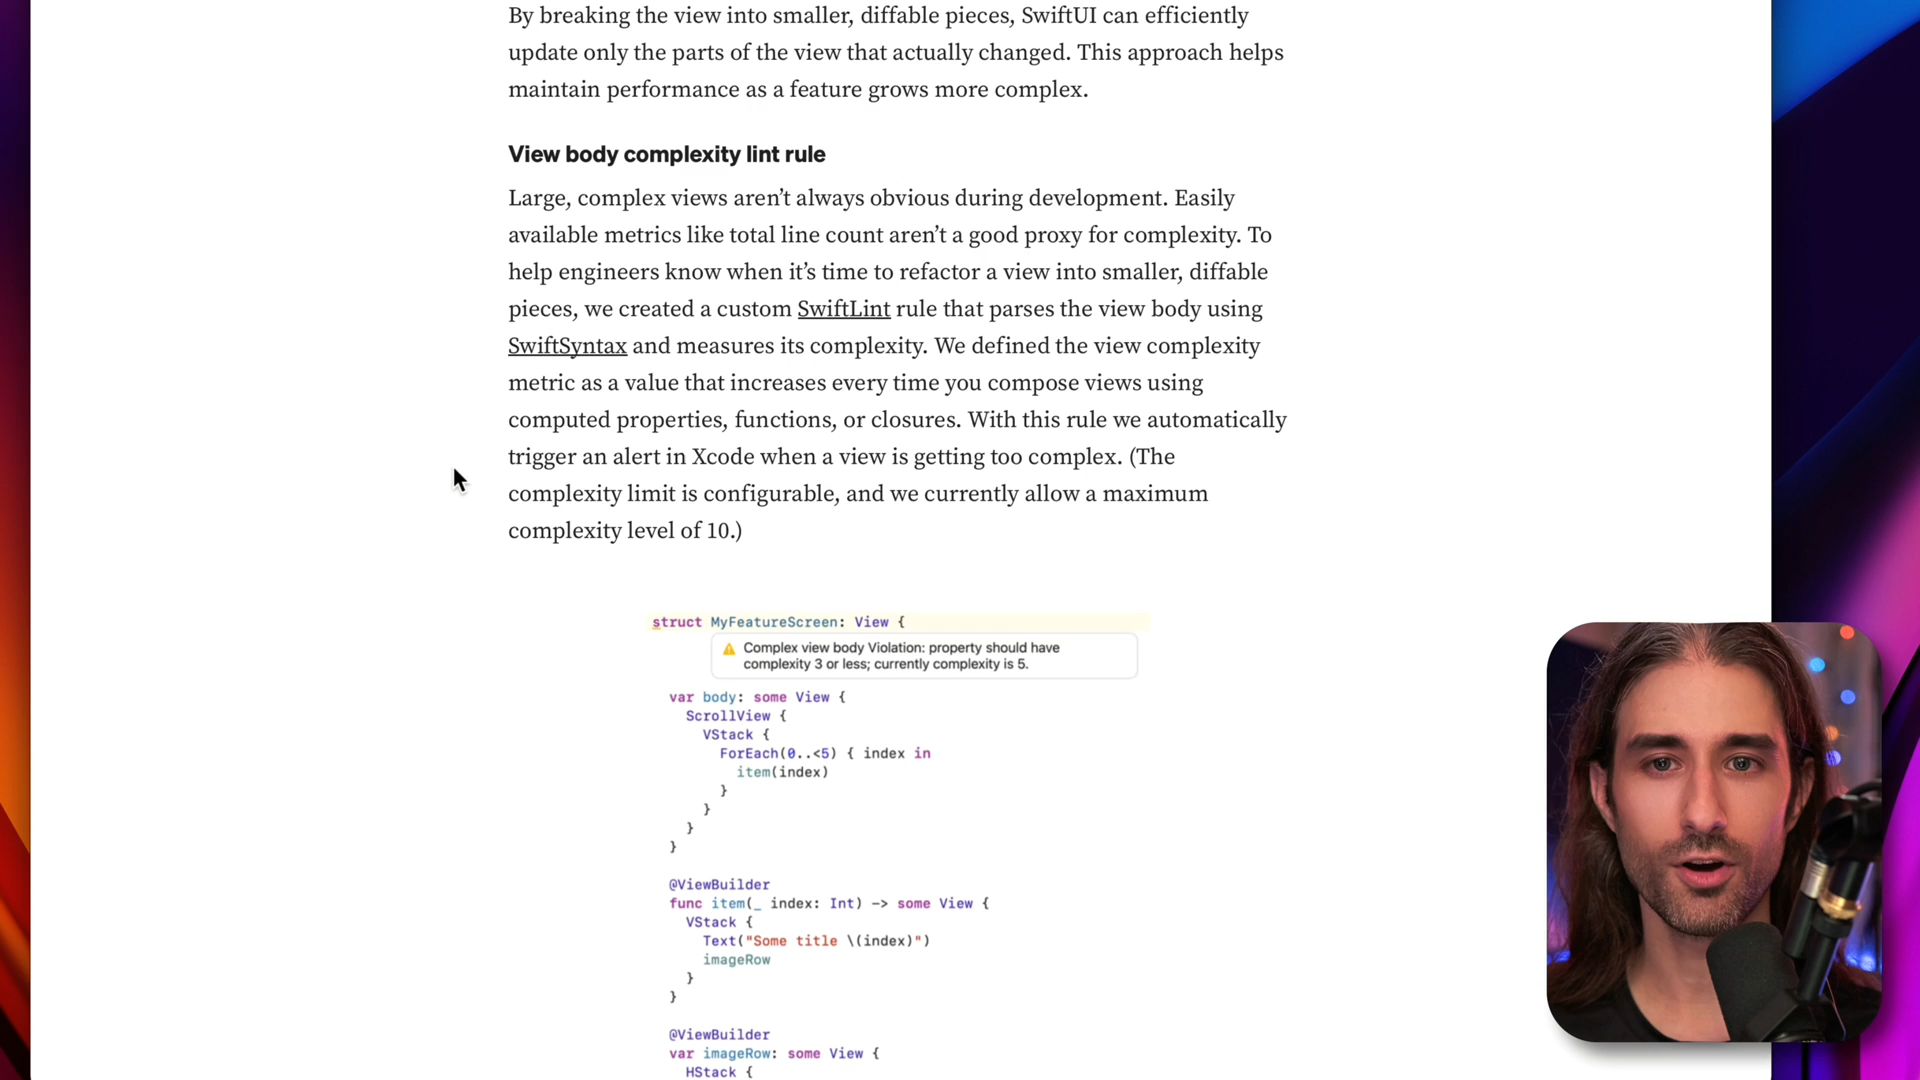 By breaking the view into smaller, diffable pieces, SwiftUI can efficiently
update only the parts of the view that actually changed. This approach helps
maintain performance as a feature grows more complex.
View body complexity lint rule
Large, complex views aren’t always obvious during development. Easily
available metrics like total line count aren’t a good proxy for complexity. To
help engineers know when it’s time to refactor a view into smaller, diffable
pieces, we created a custom SwiftLint rule that parses the view body using
SwiftSyntax and measures its complexity. We defined the view complexity
metric as a value that increases every time you compose views using
computed properties, functions, or closures. With this rule we automatically
trigger an alert in Xcode when a view is getting too complex. (The
complexity limit is configurable, and we currently allow a maximum
complexity level of 10.)
struct MyFeatureScreen: View {
Complex view body Violation: property should have
complexity 3 or less; currently complexity is 5.
var body: some View {
ScrollView {
VStack {
ForEach(0..<5) { index in
item(index)
}
}
}
}
@ViewBuilder
func item(_ index: Int) -> some View {
VStack {
Text("Some title \(index)")
imageRow
}
}
@ViewBuilder
var imageRow: some View {
HStack {